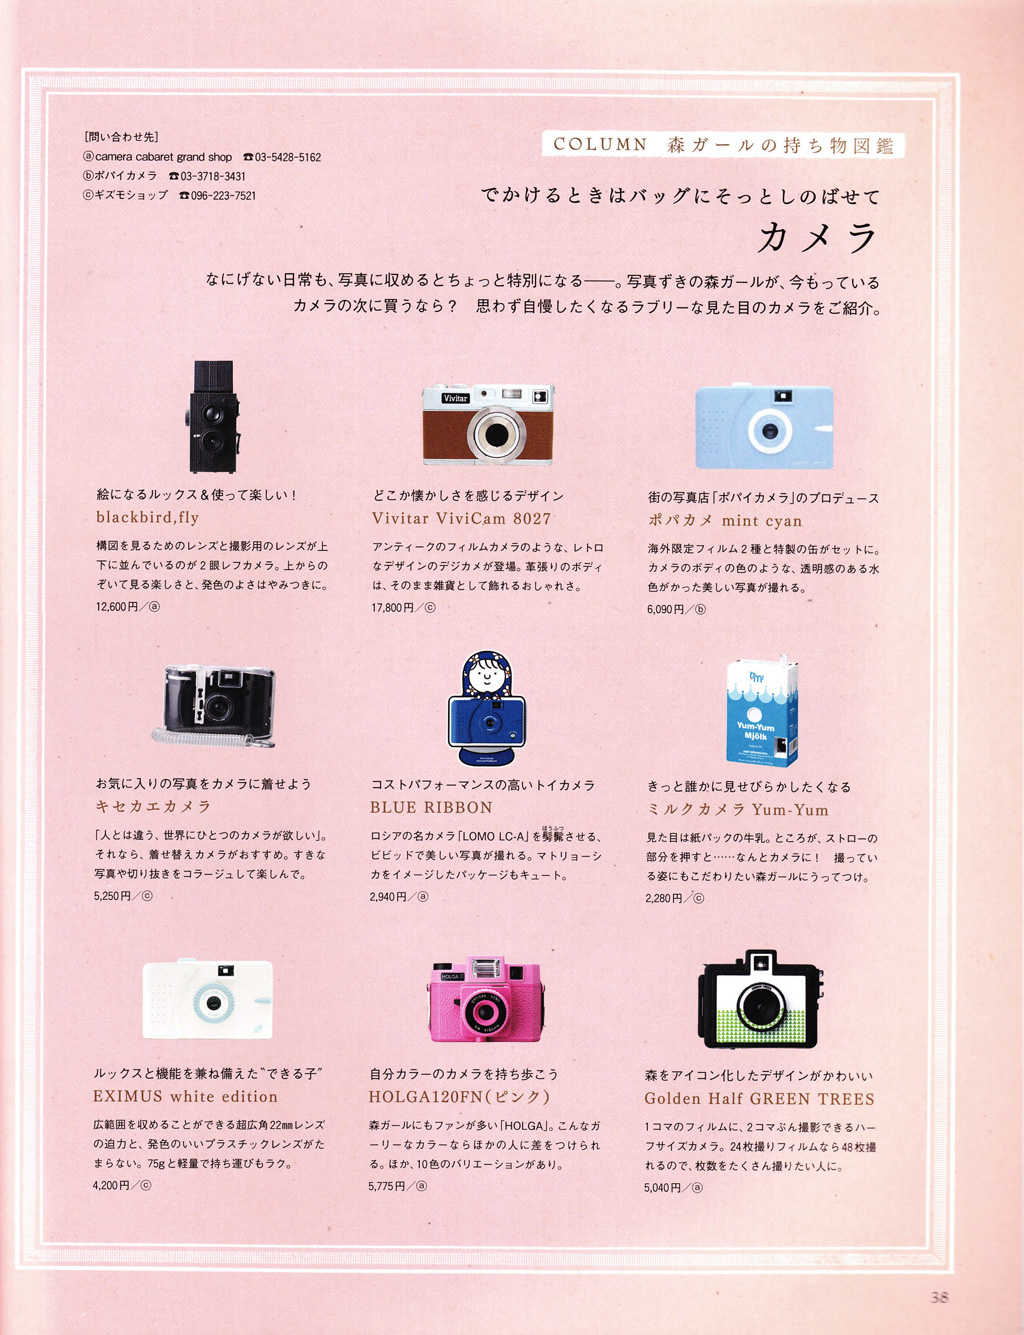 [問い合わせ先]
ⓐcamera cabaret grand shop ☎03-5428-5162
ⓑポパイカメラ ☎03-3718-3431
ⓒギズモショップ ☎096-223-7521
COLUMN 森ガールの持ち物図鑑
でかけるときはバッグにそっとしのばせて
カメラ
なにげない日常も、写真に収めるとちょっと特別になる——。写真ずきの森ガールが、今もっている
カメラの次に買うなら？ 思わず自慢したくなるラブリーな見た目のカメラをご紹介。
絵になるルックス＆使って楽しい！
blackbird,fly
構図を見るためのレンズと撮影用のレンズが上
下に並んでいるのが2眼レフカメラ。上からの
ぞいて見る楽しさと、発色のよさはやみつきに。
12,600円／ⓐ
Vivitar
どこか懐かしさを感じるデザイン
Vivitar ViviCam 8027
アンティークのフィルムカメラのような、レトロ
なデザインのデジカメが登場。革張りのボディ
は、そのまま雑貨として飾れるおしゃれさ。
17,800円／ⓒ
街の写真店「ポパイカメラ」のプロデュース
ポパカメ mint cyan
海外限定フィルム2種と特製の缶がセットに。
カメラのボディの色のような、透明感のある水
色がかった美しい写真が撮れる。
6,090円／ⓑ
お気に入りの写真をカメラに着せよう
キセカエカメラ
「人とは違う、世界にひとつのカメラが欲しい」。
それなら、着せ替えカメラがおすすめ。すきな
写真や切り抜きをコラージュして楽しんで。
5,250円／ⓒ
コストパフォーマンスの高いトイカメラ
BLUE RIBBON
ロシアの名カメラ「LOMO LC-A」を髣髴させる、
ほうふつ
ビビッドで美しい写真が撮れる。マトリョーシ
カをイメージしたパッケージもキュート。
2,940円／ⓐ
Yum-Yum
Mjölk
きっと誰かに見せびらかしたくなる
ミルクカメラ Yum-Yum
見た目は紙パックの牛乳。ところが、ストローの
部分を押すと……なんとカメラに！ 撮ってい
る姿にもこだわりたい森ガールにうってつけ。
2,280円／ⓒ
ルックスと機能を兼ね備えた〝できる子〟
EXIMUS white edition
広範囲を収めることができる超広角22mmレンズ
の迫力と、発色のいいプラスチックレンズがた
まらない。75gと軽量で持ち運びもラク。
4,200円／ⓒ
HOLGA
自分カラーのカメラを持ち歩こう
HOLGA120FN(ピンク)
森ガールにもファンが多い「HOLGA」。こんなガ
ーリーなカラーならほかの人に差をつけられ
る。ほか、10色のバリエーションがあり。
5,775円／ⓐ
森をアイコン化したデザインがかわいい
Golden Half GREEN TREES
1コマのフィルムに、2コマぶん撮影できるハー
フサイズカメラ。24枚撮りフィルムなら48枚撮
れるので、枚数をたくさん撮りたい人に。
5,040円／ⓐ
38